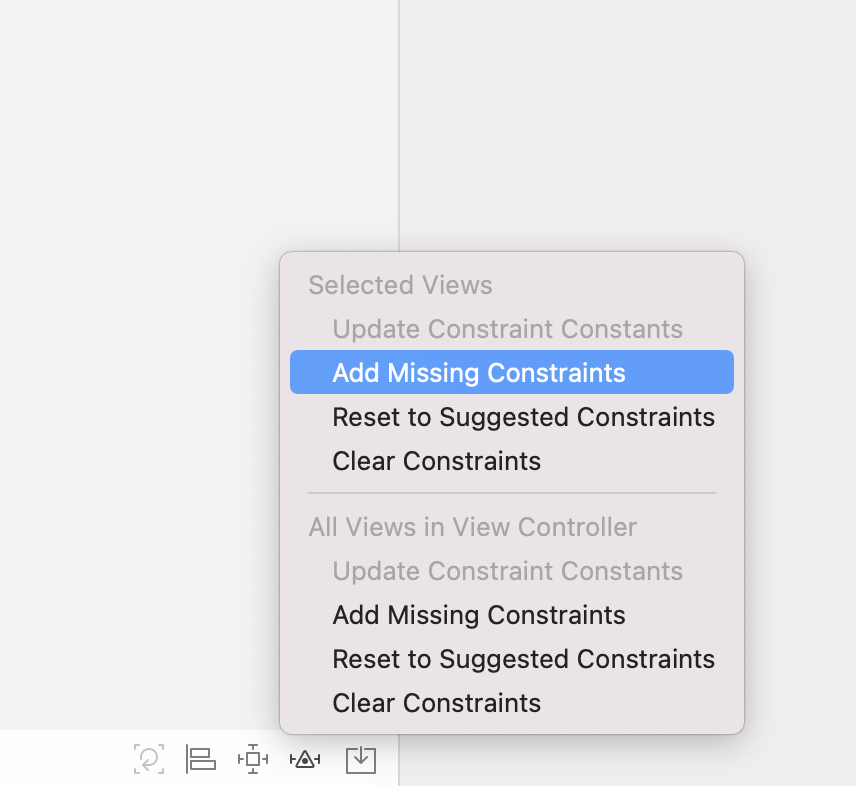 Selected Views
Update Constraint Constants
Add Missing Constraints
Reset to Suggested Constraints
Clear Constraints
All Views in View Controller
Update Constraint Constants
Add Missing Constraints
Reset to Suggested Constraints
Clear Constraints